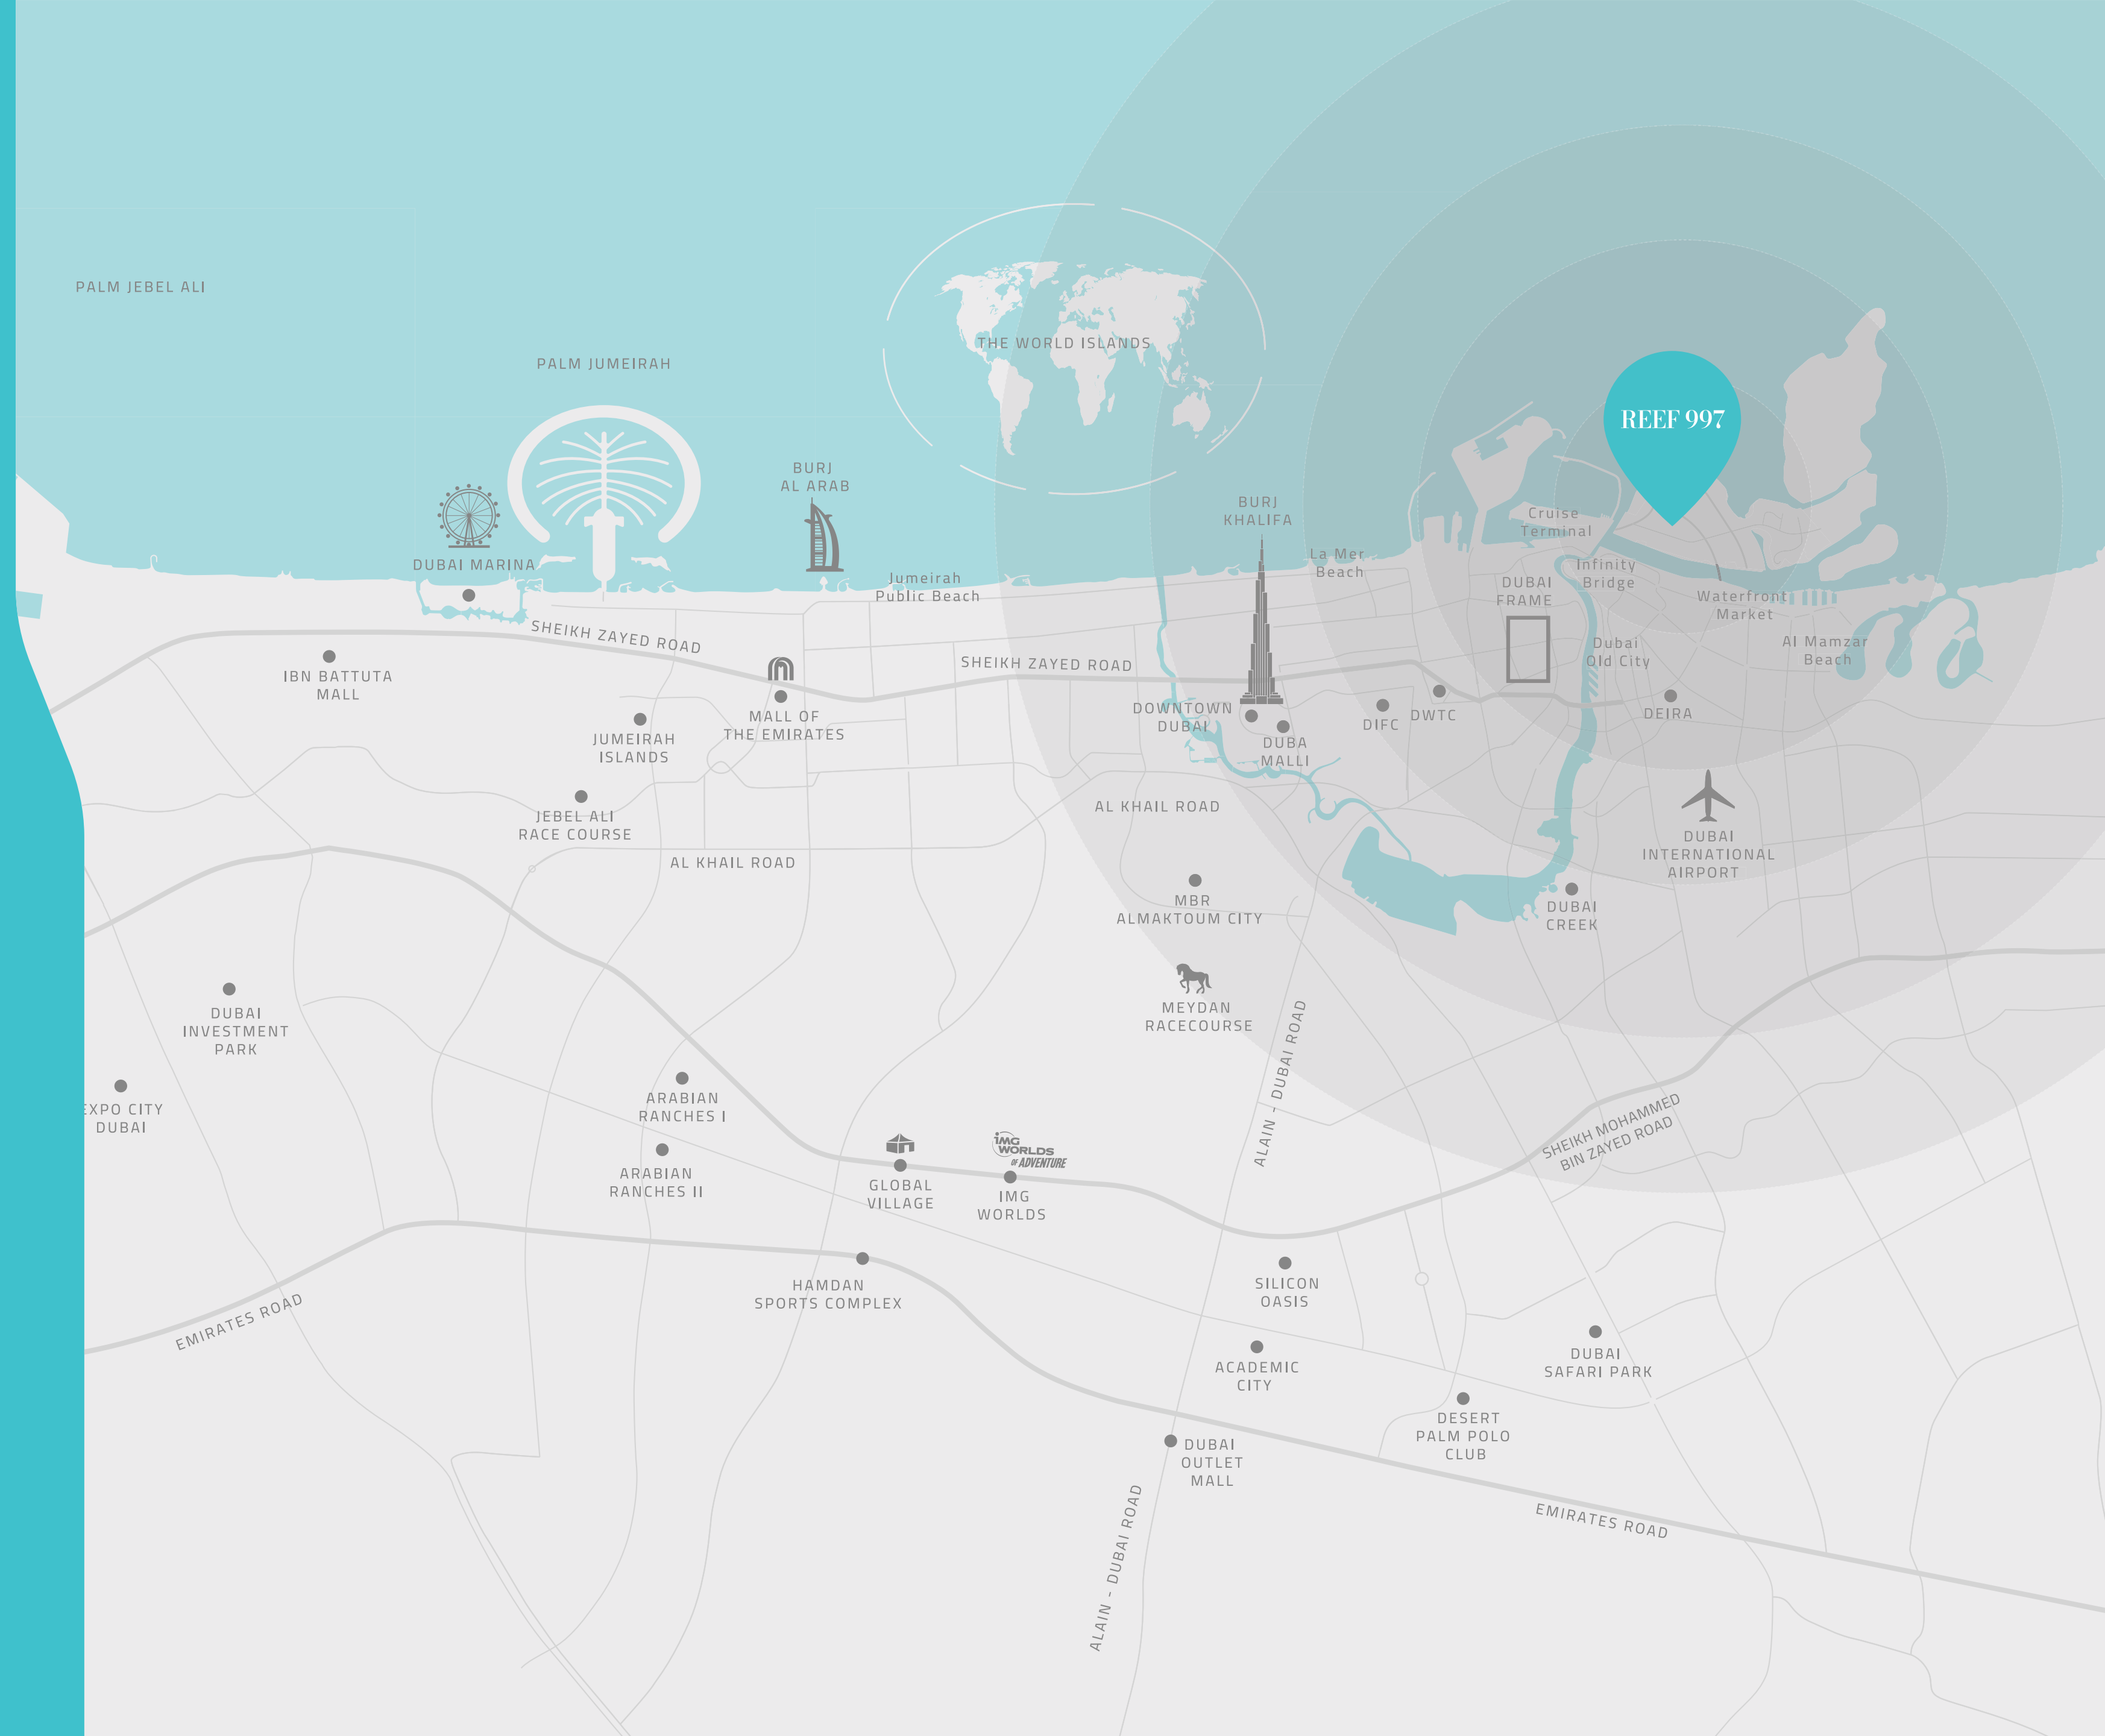 PALM JEBEL ALI
PALM JUMEIRAH
THE WORLD ISLANDS
REEF 997
BURJ
AL ARAB
BURJ
KHALIFA
Cruise
Terminal
La Mer
Beach
DUBAI MARINA
Jumeirah
Public Beach
Infinity
Bridge
DUBAI
FRAME
Waterfront
Market
Al Mamzar
Beach
Dubai
Qld City
SHEIKH ZAYED ROAD
SHEIKH ZAYED ROAD
IBN BATTUTA
MALL
MALL OF
THE EMIRATES
JUMEIRAH
ISLANDS
DOWNTOWN
DUBAI
DUBA
MALLI
DIFC
DWTC
DEIRA
JEBEL ALI
RACE COURSE
AL KHAIL ROAD
AL KHAIL ROAD
DUBAI
INTERNATIONAL
AIRPORT
MBR
ALMAKTOUM CITY
DUBAI
CREEK
MEYDAN
RACECOURSE
DUBAI
INVESTMENT
PARK
EXPO CITY
DUBAI
ARABIAN
RANCHES I
ARABIAN
RANCHES II
ALAIN - DUBAI ROAD
SHEIKH MOHAMMED
BIN ZAYED ROAD
GLOBAL
VILLAGE
iMG
WORLDS
OF ADVENTURE
IMG
WORLDS
HAMDAN
SPORTS COMPLEX
SILICON
OASIS
EMIRATES ROAD
ACADEMIC
CITY
DUBAI
SAFARI PARK
DESERT
PALM POLO
CLUB
DUBAI
OUTLET
MALL
EMIRATES ROAD
ALAIN - DUBAI ROAD